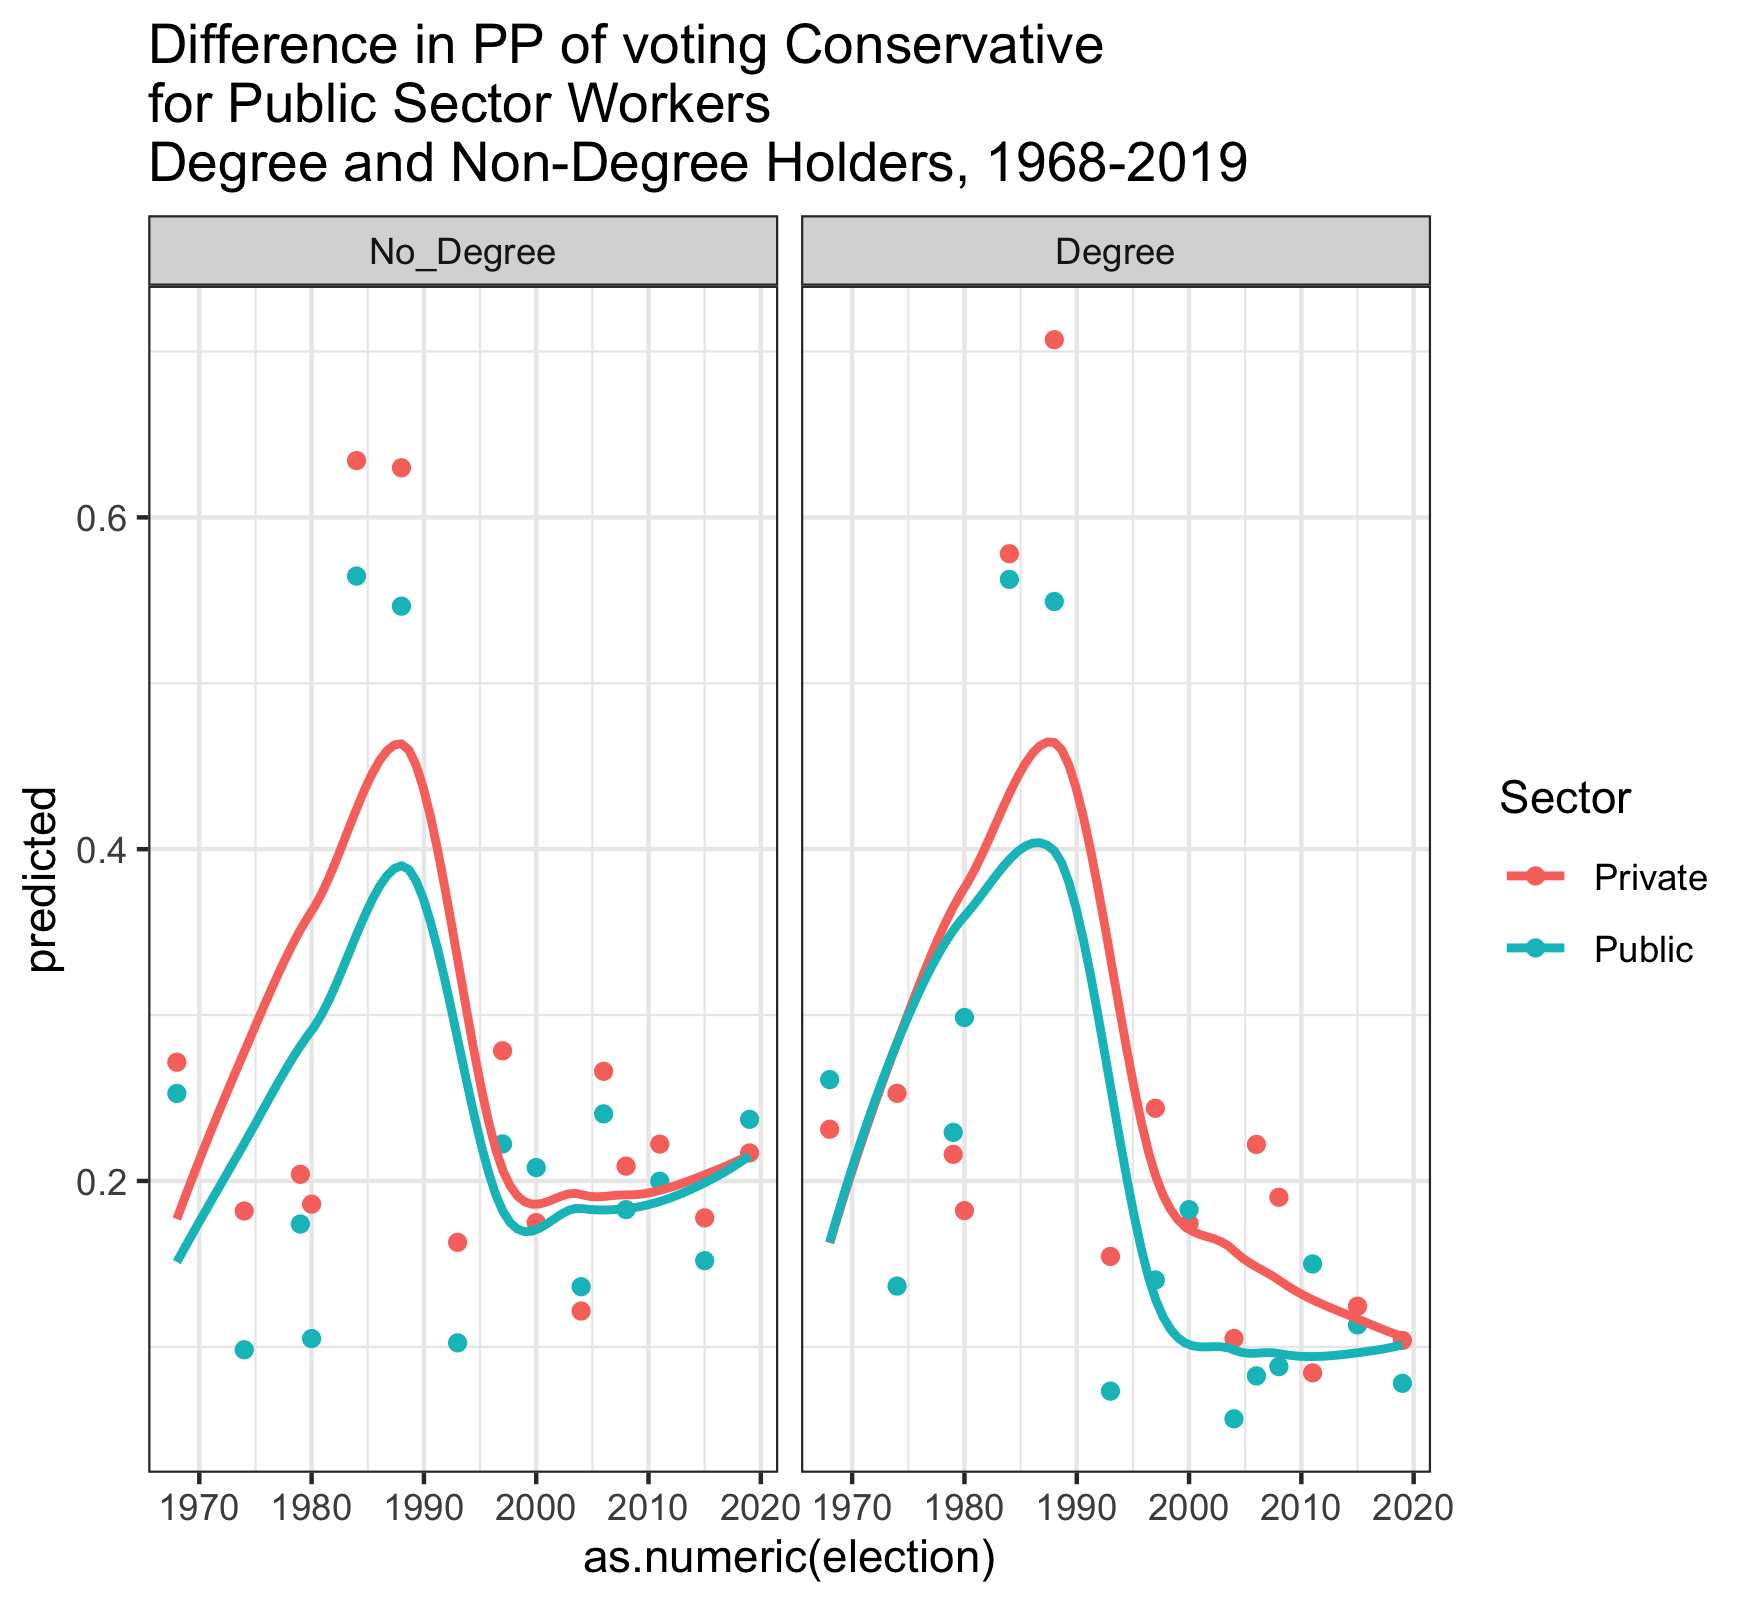 Difference in PP of voting Conservative
for Public Sector Workers
Degree and Non-Degree Holders, 1968-2019
No_Degree
Degree
predicted
0.6
0.4
0.2
1970 1980 1990 2000 2010 2020
1970 1980 1990 2000 2010 2020
as.numeric(election)
Sector
Private
Public